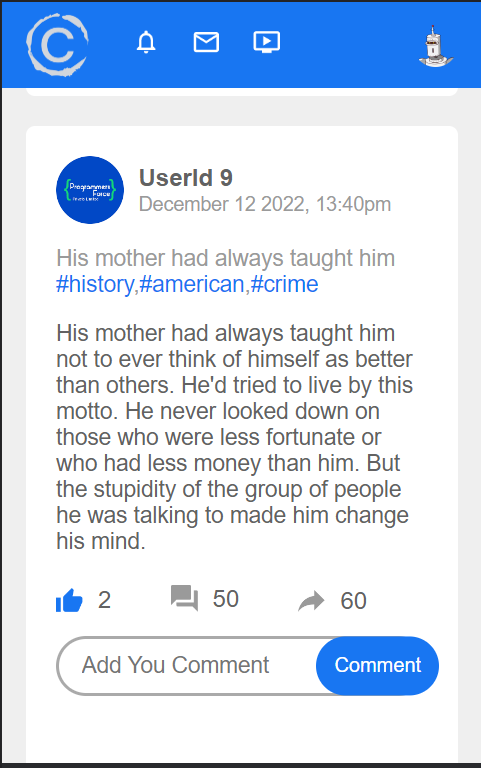 C
UserId 9
December 12 2022, 13:40pm
His mother had always taught him
#history,#american,#crime
His mother had always taught him
not to ever think of himself as better
than others. He'd tried to live by this
motto. He never looked down on
those who were less fortunate or
who had less money than him. But
the stupidity of the group of people
he was talking to made him change
his mind.
2 50 60
Add You Comment Comment
{Programmers
Force}